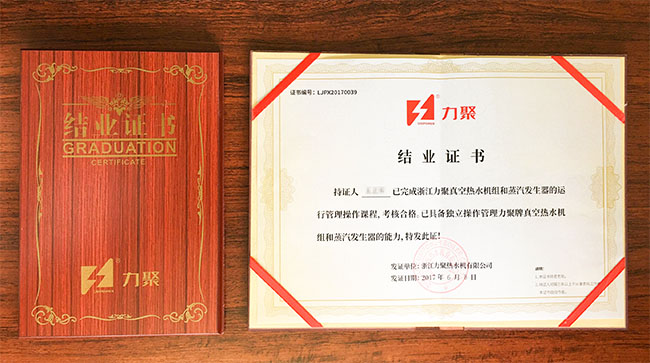 结业证书
GRADUATION
CERTIFICATE
力聚
证书编号：LJPX20170039
力聚
结业证书
持证人 已完成浙江力聚真空热水机组和蒸汽发生器的运
行管理操作课程，考核合格，已具备独立操作管理力聚牌真空热水机
组和蒸汽发生器的能力，特发此证！
发证单位：浙江力聚热水机有限公司
发证日期：2017年6月8日
说明：